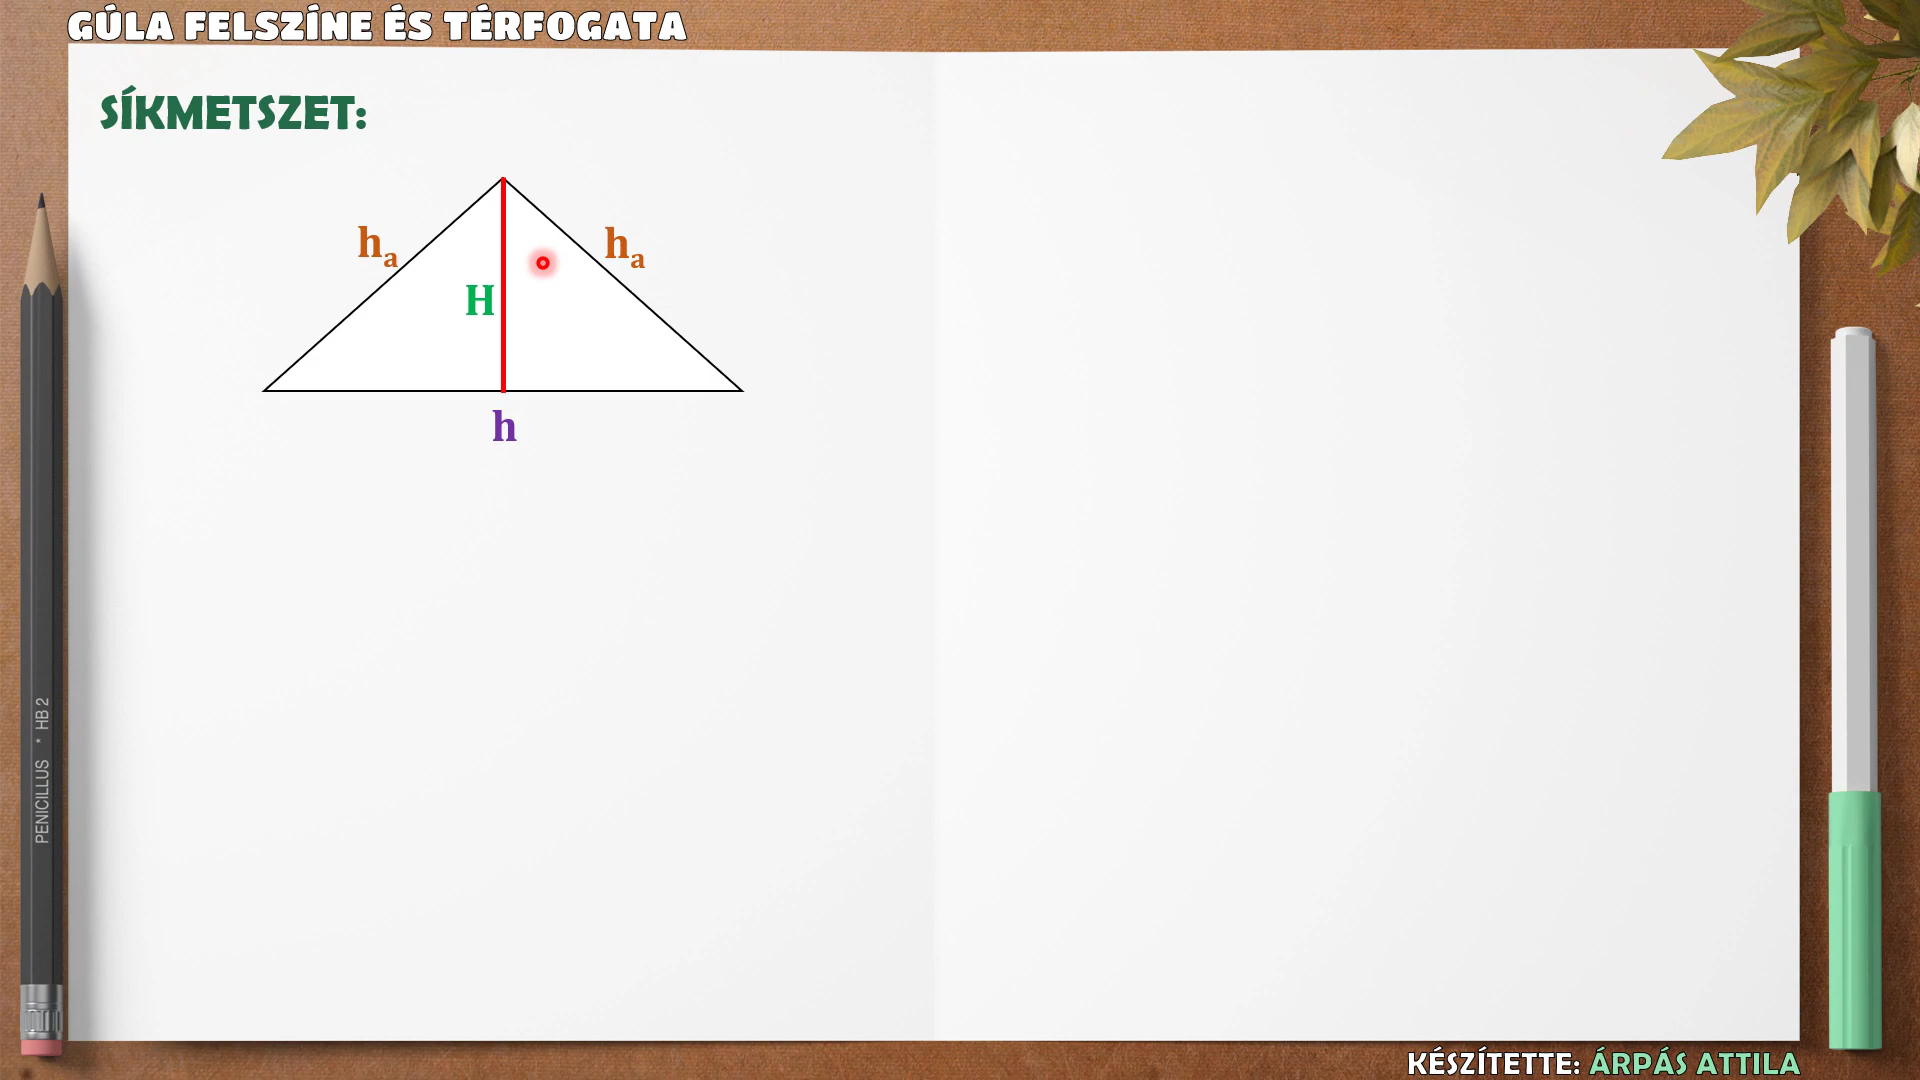 GÚLA FELSZÍNE ÉS TÉRFOGATA
SÍKMETSZET:
hₐ hₐ
H
h
PENICILLUS * HB 2
KÉSZÍTETTE: ÁRPÁS ATTILA